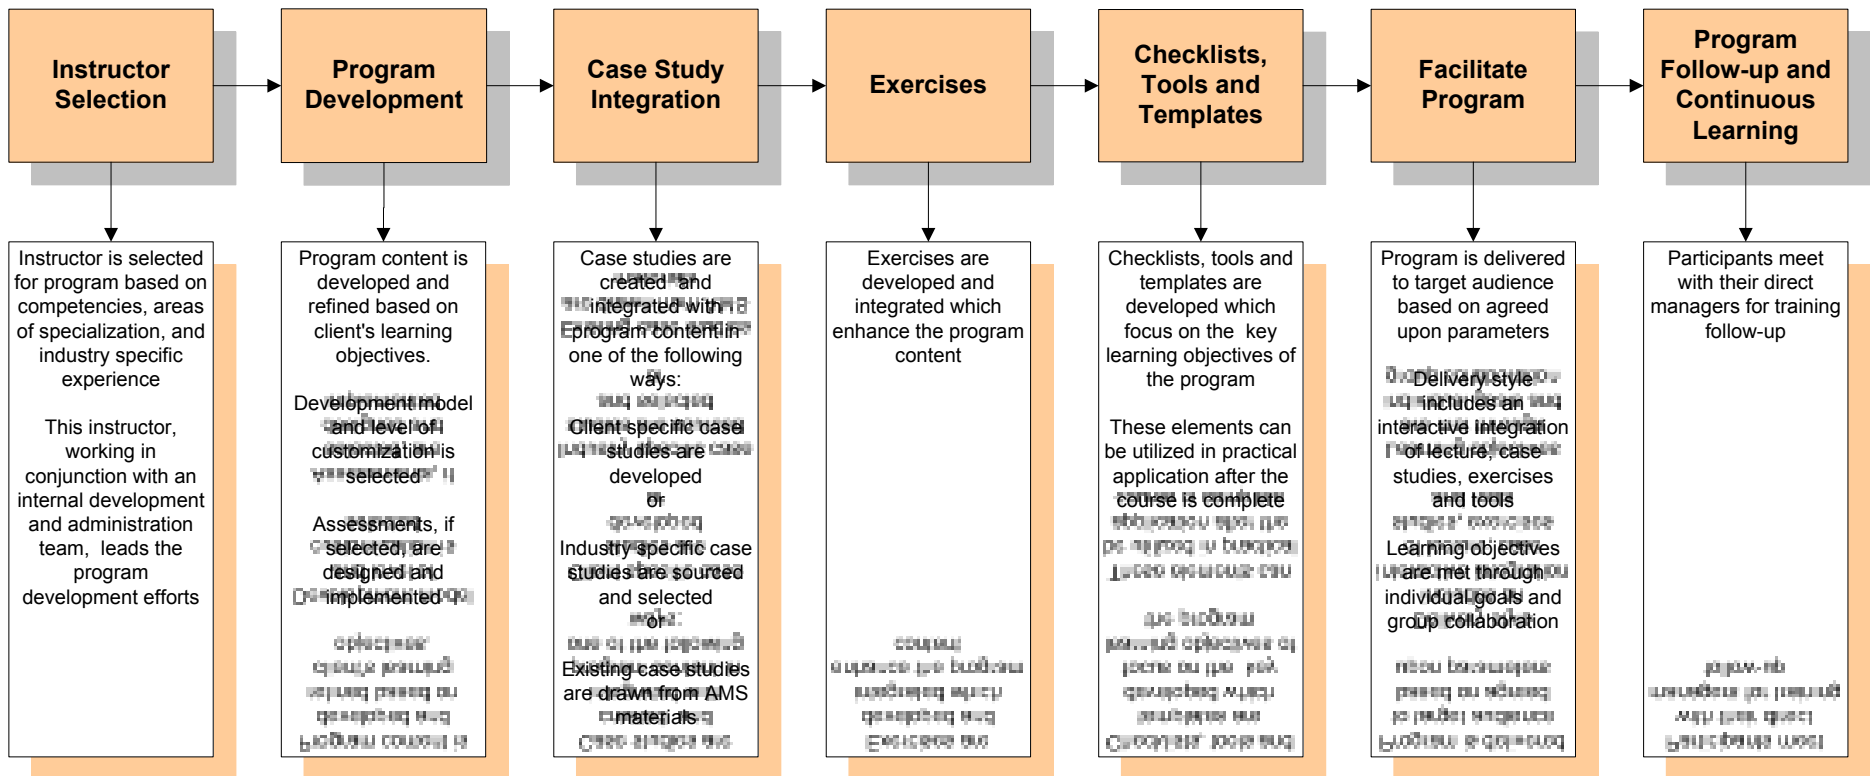 Instructor
Selection
Program
Development
Case Study
Integration
Exercises
Checklists,
Tools and
Templates
Facilitate
Program
Program
Follow-up and
Continuous
Learning
Instructor is selected
for program based on
competencies, areas
of specialization, and
industry specific
experience
This instructor,
working in
conjunction with an
internal development
and administration
team, leads the
program
development efforts
Program content is
developed and
refined based on
client's learning
objectives.
Development model
and level of
customization is
selected
Assessments, if
selected, are
designed and
implemented
Case studies are
created and
integrated with
program content in
one of the following
ways:
Client specific case
studies are
developed
or
Industry specific case
studies are sourced
and selected
or
Existing case studies
are drawn from AMS
materials
Exercises are
developed and
integrated which
enhance the program
content
Checklists, tools and
templates are
developed which
focus on the key
learning objectives of
the program
These elements can
be utilized in practical
application after the
course is complete
Program is delivered
to target audience
based on agreed
upon parameters
Delivery style
includes an
interactive integration
of lecture, case
studies, exercises
and tools
Learning objectives
are met through
individual goals and
group collaboration
Participants meet
with their direct
managers for training
follow-up